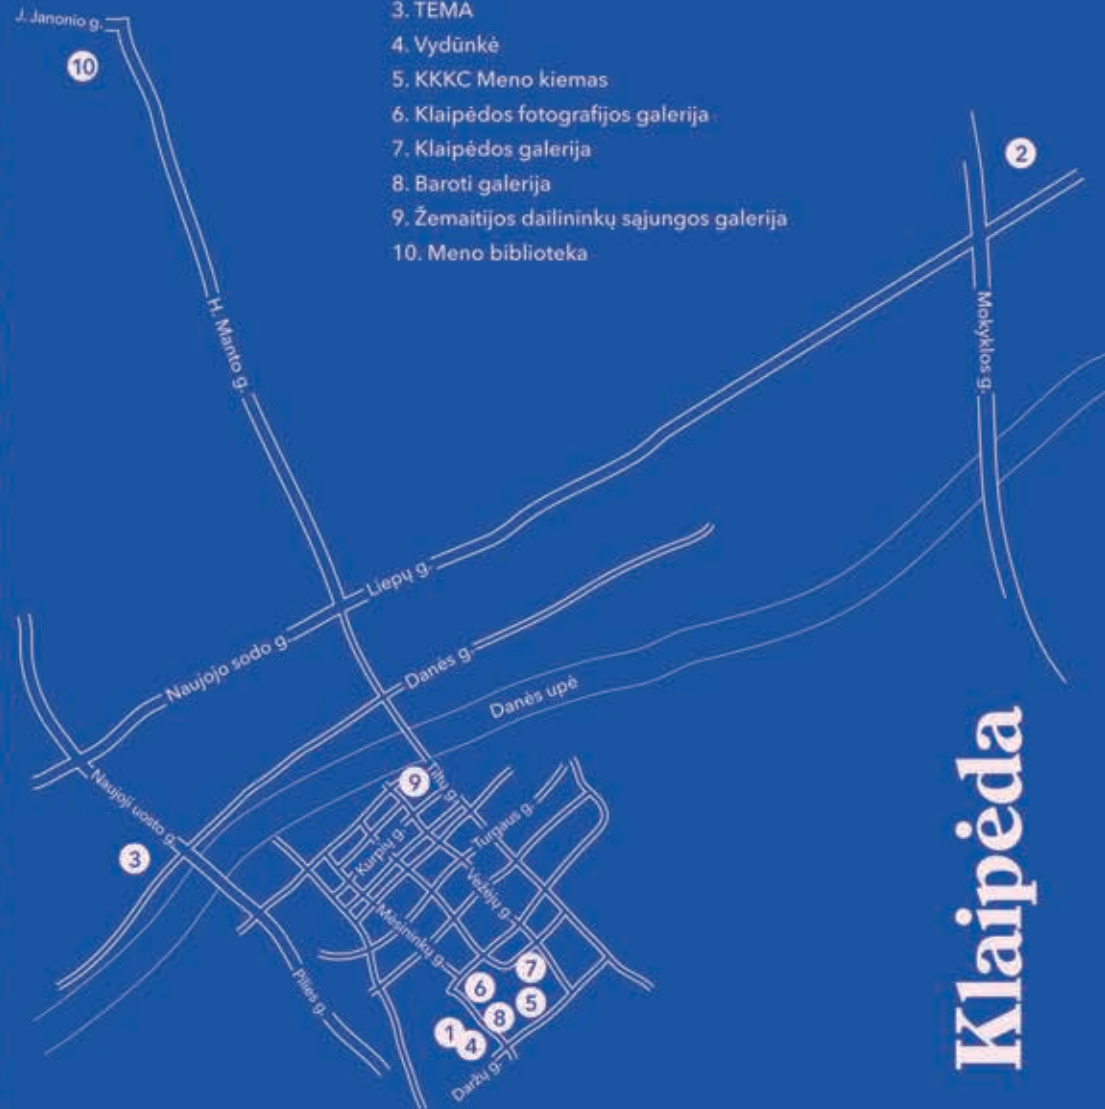 3. TEMA
4. Vydūnkė
5. KKKC Meno kiemas
6. Klaipėdos fotografijos galerija
7. Klaipėdos galerija
8. Baroti galerija
9. Žemaitijos dailininkų sąjungos galerija
10. Meno biblioteka
J. Janonio g.
10
2
H. Manto g.
Mokyklos g.
Liepų g.
Naujojo sodo g.
Danės g.
Danės upė
Naujoji uosto g.
9
Tiltų g.
Turgaus g.
Kurpių g.
3
Vežėjų g.
Mėsininkų g.
Pilies g.
7
6
5
8
1
4
Daržų g.
Klaipėda